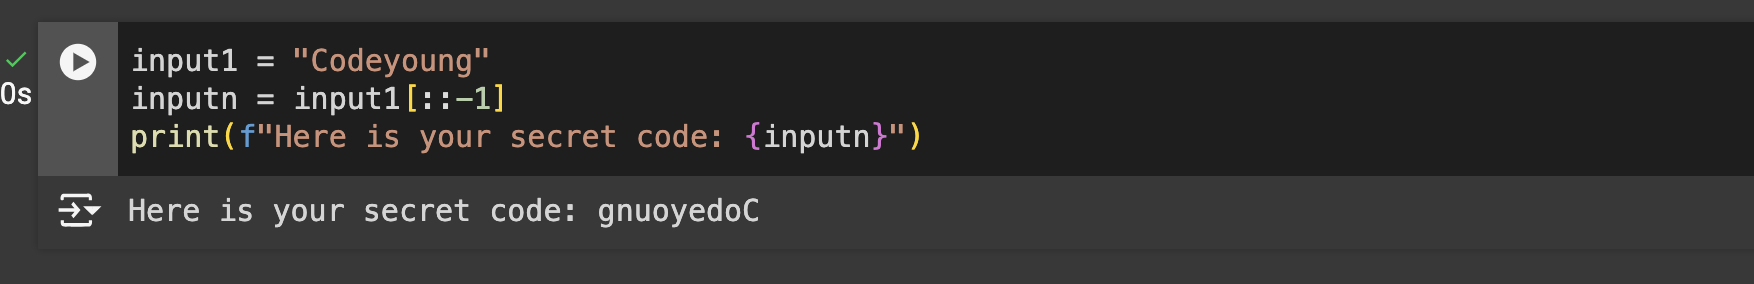 input1 = "Codeyoung"
0s
inputn = input1[::-1]
print(f"Here is your secret code: {inputn}")
Here is your secret code: gnuoyedoC